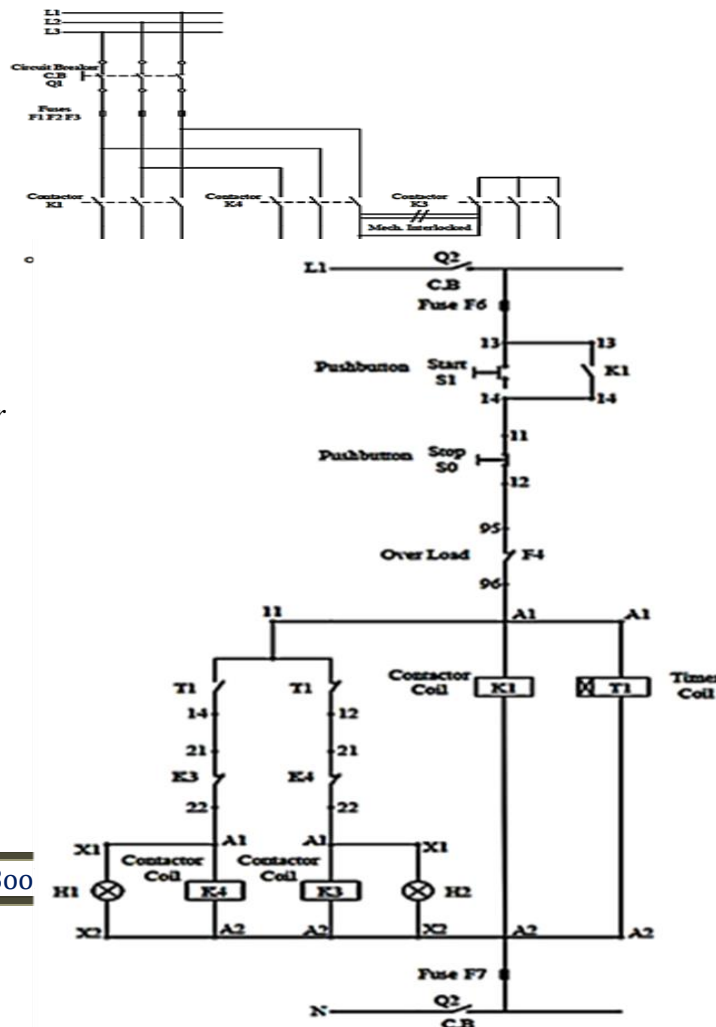 L1
L2
L3
Circuit Breaker
C.B
Q1
Fuses
F1 F2 F3
Contactor
K1
Contactor
K4
Contactor
K3
Mech. Interlocked
L1
Q2
C.B
Fuse F6
13
13
Pushbutton
Start
S1
K1
14
14
11
Pushbutton
Stop
S0
12
95
Over Load
F4
96
11
A1
A1
T1
T1
Contactor
Coil
K1
T1
Timer
Coil
14
12
21
21
K3
K4
22
22
X1
A1
A1
X1
Contactor
Coil
Contactor
Coil
H1
K4
K3
H2
X2
A2
A2
X2
A2
A2
Fuse F7
N
Q2
C.B